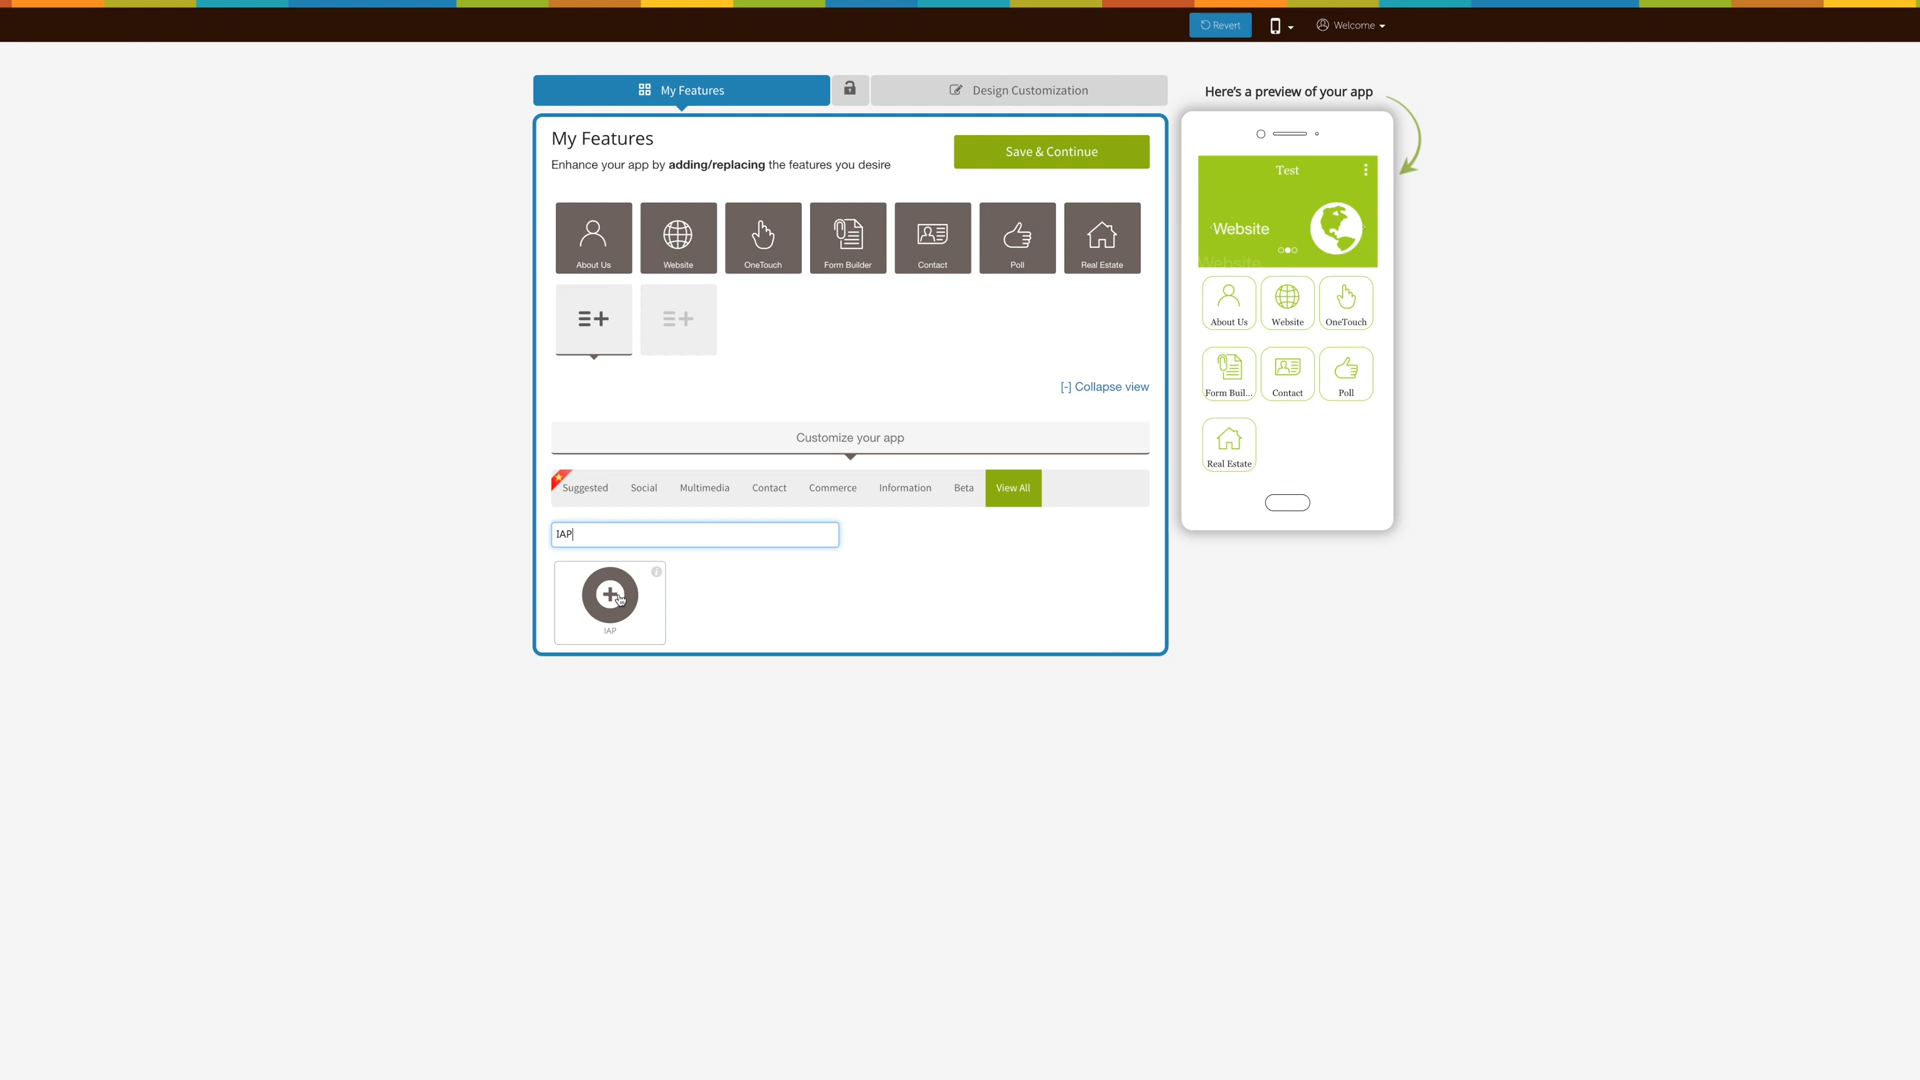 Revert
Welcome
My Features
Design Customization
Here's a preview of your app
My Features
Save & Continue
Enhance your app by adding/replacing the features you desire
About Us
Website
OneTouch
Form Builder
Contact
Poll
Real Estate
[-] Collapse view
Customize your app
Suggested
Social
Multimedia
Contact
Commerce
Information
Beta
View All
IAP
IAP
Test
Website
Website
About Us
Website
OneTouch
Form Buil...
Contact
Poll
Real Estate